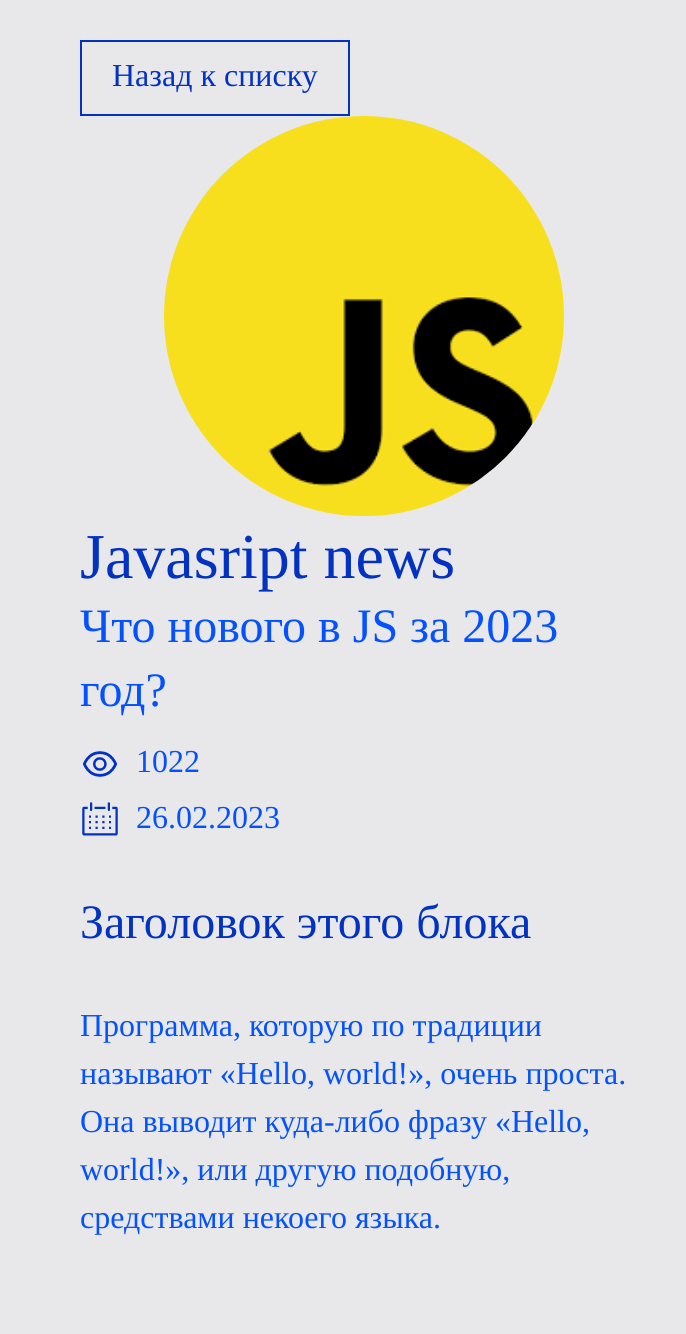 Назад к списку
JS
Javasript news
Что нового в JS за 2023
год?
1022
26.02.2023
Заголовок этого блока
Программа, которую по традиции
называют «Hello, world!», очень проста.
Она выводит куда-либо фразу «Hello,
world!», или другую подобную,
средствами некоего языка.